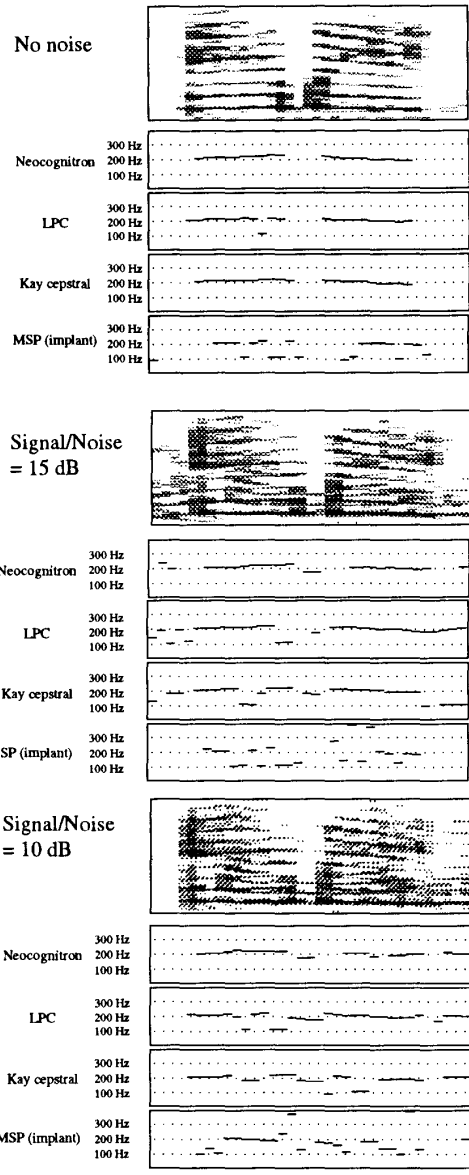 No noise
300 Hz
Neocognitron 200 Hz
100 Hz
300 Hz
LPC 200 Hz
100 Hz
300 Hz
Kay cepstral 200 Hz
100 Hz
300 Hz
MSP (implant) 200 Hz
100 Hz
Signal/Noise
= 15 dB
300 Hz
Neocognitron 200 Hz
100 Hz
300 Hz
LPC 200 Hz
100 Hz
300 Hz
Kay cepstral 200 Hz
100 Hz
300 Hz
SP (implant) 200 Hz
100 Hz
Signal/Noise
= 10 dB
300 Hz
Neocognitron 200 Hz
100 Hz
300 Hz
LPC 200 Hz
100 Hz
300 Hz
Kay cepstral 200 Hz
100 Hz
300 Hz
MSP (implant) 200 Hz
100 Hz